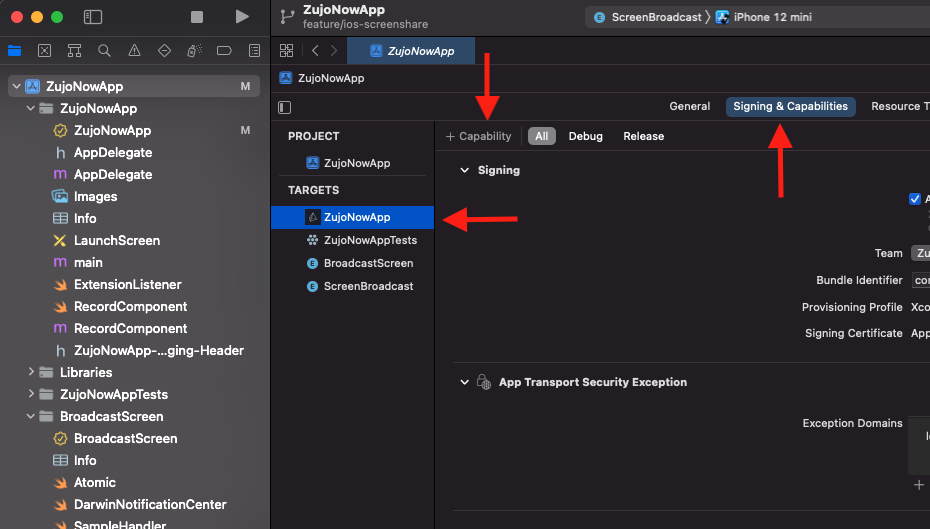 ZujoNowApp
feature/ios-screenshare
ScreenBroadcast
iPhone 12 mini
ZujoNowApp
ZujoNowApp
General
Signing & Capabilities
Resource T
ZujoNowApp M
ZujoNowApp
ZujoNowApp M
h AppDelegate
m AppDelegate
Images
Info
LaunchScreen
m main
ExtensionListener
RecordComponent
m RecordComponent
h ZujoNowApp-...ging-Header
Libraries
ZujoNowAppTests
BroadcastScreen
BroadcastScreen
Info
Atomic
DarwinNotificationCenter
SampleHandler
PROJECT
ZujoNowApp
TARGETS
ZujoNowApp
ZujoNowAppTests
E BroadcastScreen
E ScreenBroadcast
+ Capability
All
Debug
Release
Signing
Team Zu
Bundle Identifier con
Provisioning Profile Xco
Signing Certificate App
App Transport Security Exception
Exception Domains
+